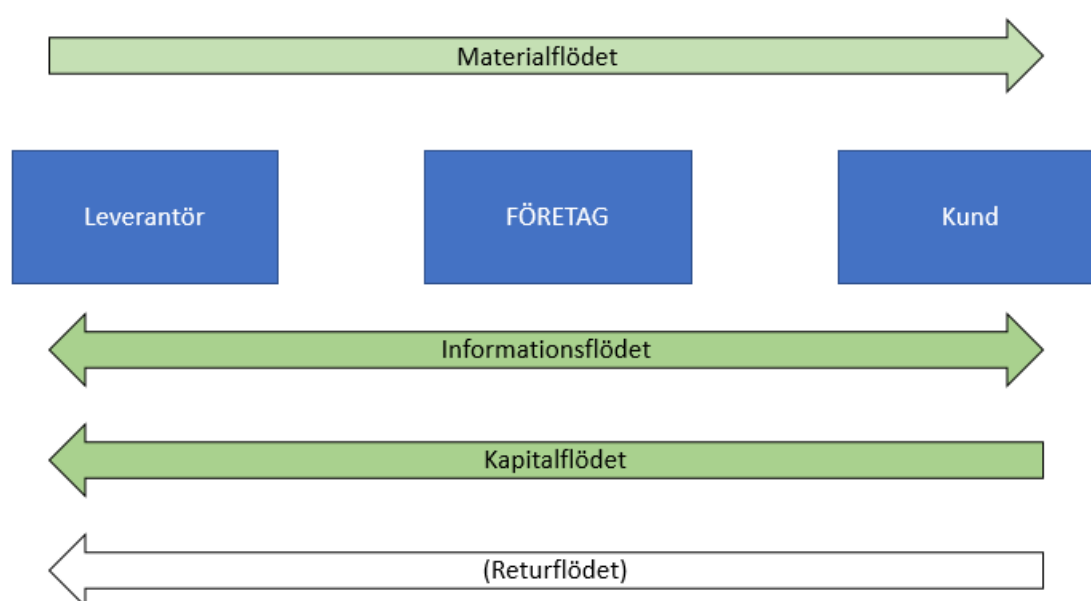 Materialflödet
Leverantör
FÖRETAG
Kund
Informationsflödet
Kapitalflödet
(Returflödet)